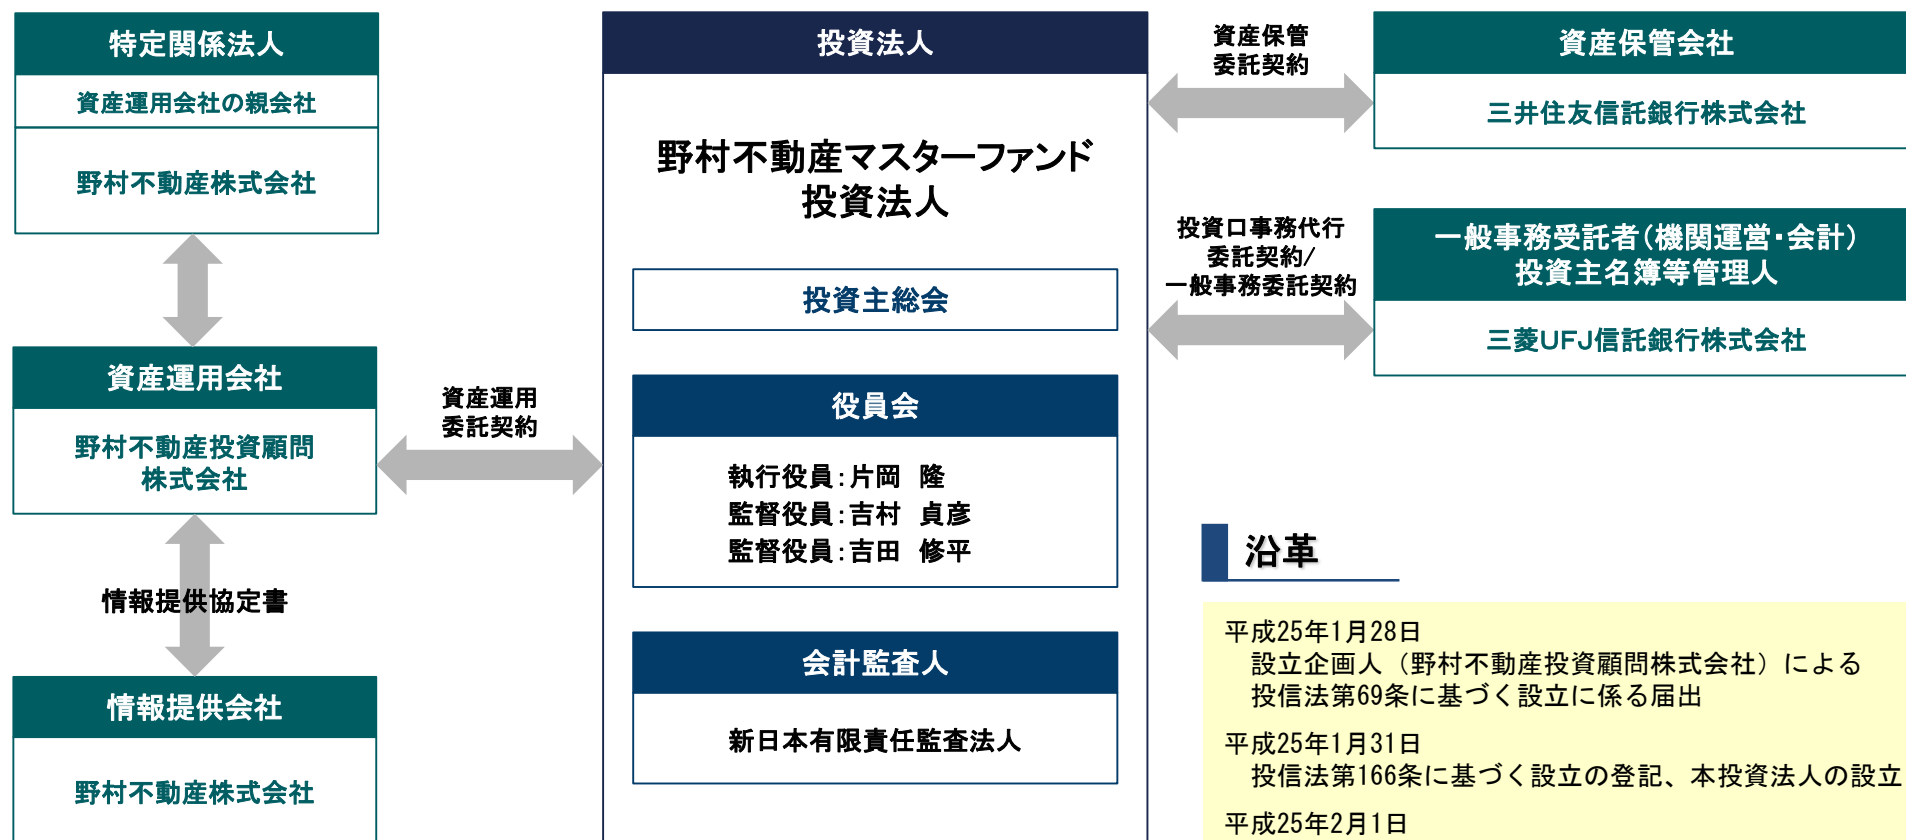 特定関係法人
資産運用会社の親会社
野村不動産株式会社
資産運用会社
野村不動産投資顧問
株式会社
情報提供協定書
情報提供会社
野村不動産株式会社
資産運用
委託契約
投資法人
野村不動産マスターファンド
投資法人
投資主総会
役員会
執行役員：片岡　隆
監督役員：吉村　貞彦
監督役員：吉田　修平
会計監査人
新日本有限責任監査法人
資産保管
委託契約
資産保管会社
三井住友信託銀行株式会社
投資口事務代行
委託契約/
一般事務委託契約
一般事務受託者（機関運営・会計）
投資主名簿等管理人
三菱UFJ信託銀行株式会社
沿革
平成25年1月28日
設立企画人（野村不動産投資顧問株式会社）による
投信法第69条に基づく設立に係る届出
平成25年1月31日
投信法第166条に基づく設立の登記、本投資法人の設立
平成25年2月1日